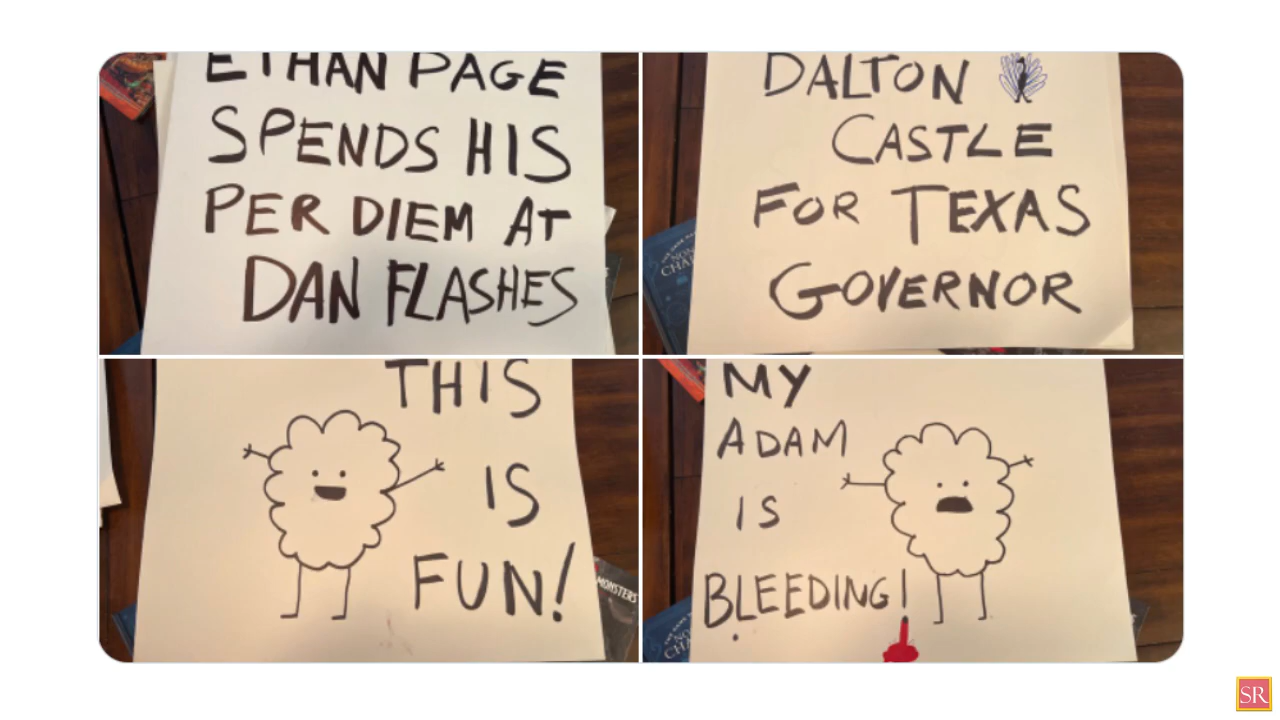 ETHAN PAGE
SPENDS HIS
PER DIEM AT
DAN FLASHES
DALTON
CASTLE
FOR TEXAS
GOVERNOR
THIS
IS
FUN!
MONSTERS
MY
ADAM
IS
BLEEDING!
SR